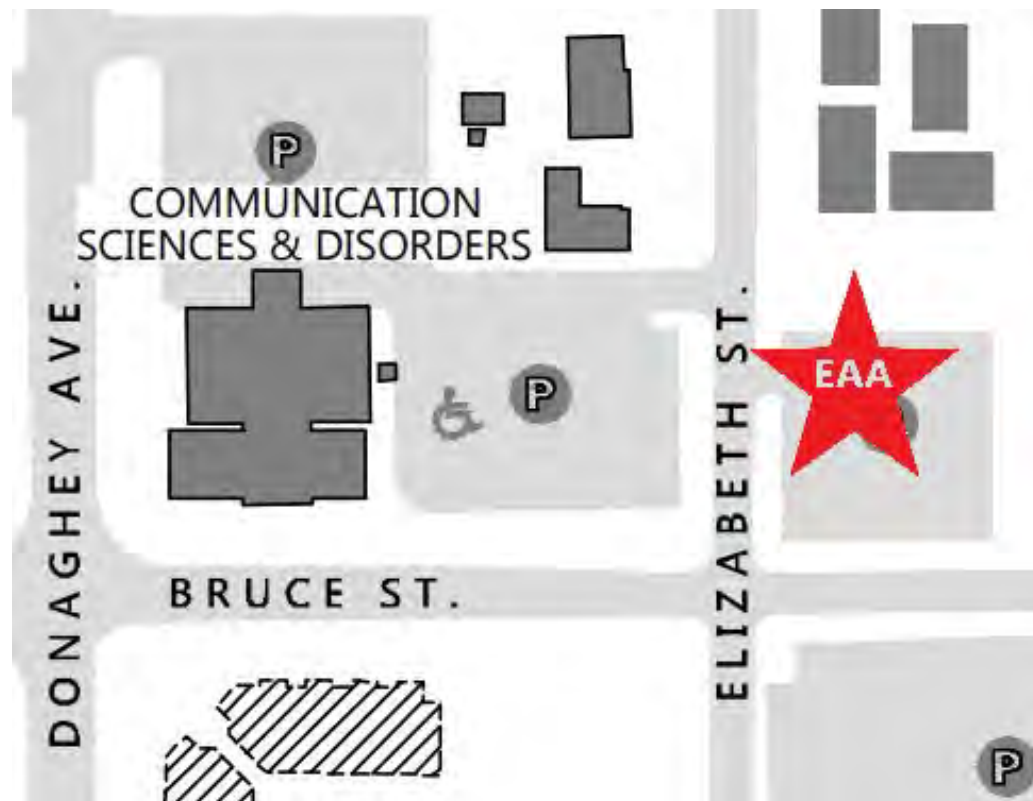 P
COMMUNICATION
SCIENCES & DISORDERS
DONAGHEY AVE.
P
ELIZABETH ST.
EAA
BRUCE ST.
P